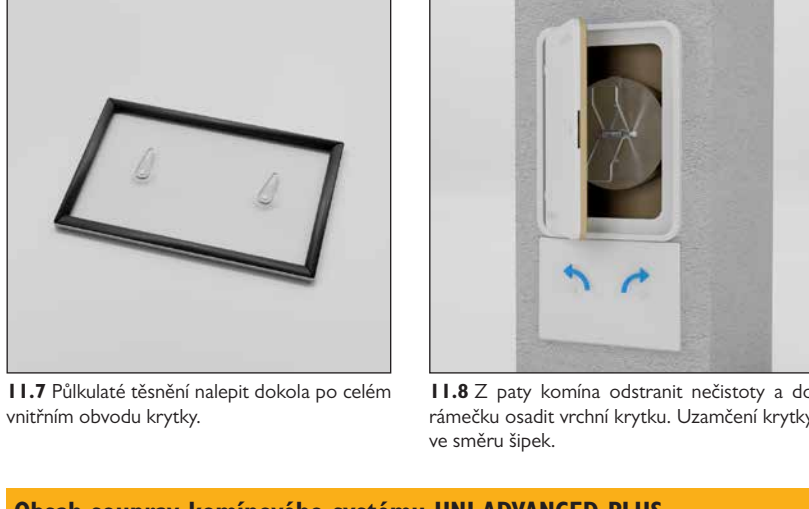 11.7 Půlkulaté těsnění nalepit dokola po celém
vnitřním obvodu krytky.
11.8 Z paty komína odstranit nečistoty a do
rámečku osadit vrchní krytku. Uzamčení krytky
ve směru šipek.
Obsah soupravy komínového systému UNI ADVANCED PLUS